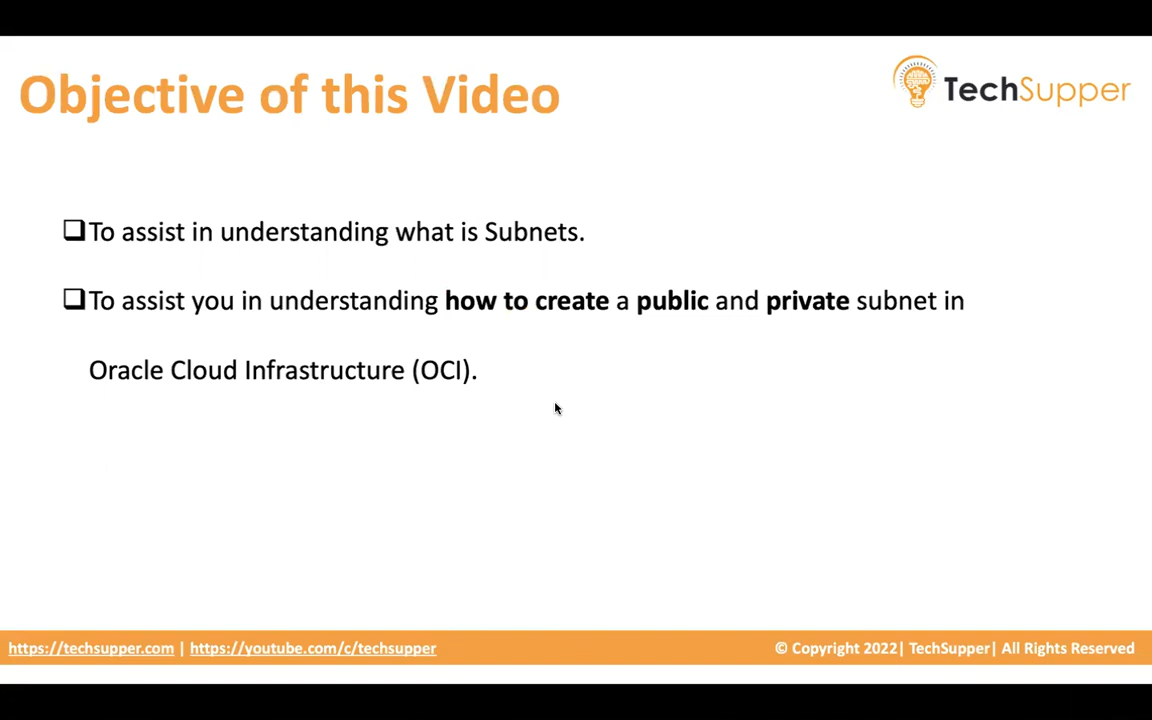 Objective of this Video
TechSupper
To assist in understanding what is Subnets.
To assist you in understanding how to create a public and private subnet in
Oracle Cloud Infrastructure (OCI).
https://techsupper.com | https://youtube.com/c/techsupper
© Copyright 2022| TechSupper| All Rights Reserved